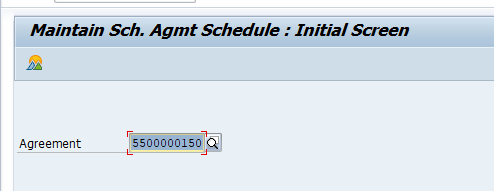 Maintain Sch. Agmt Schedule : Initial Screen
Agreement 5500000150